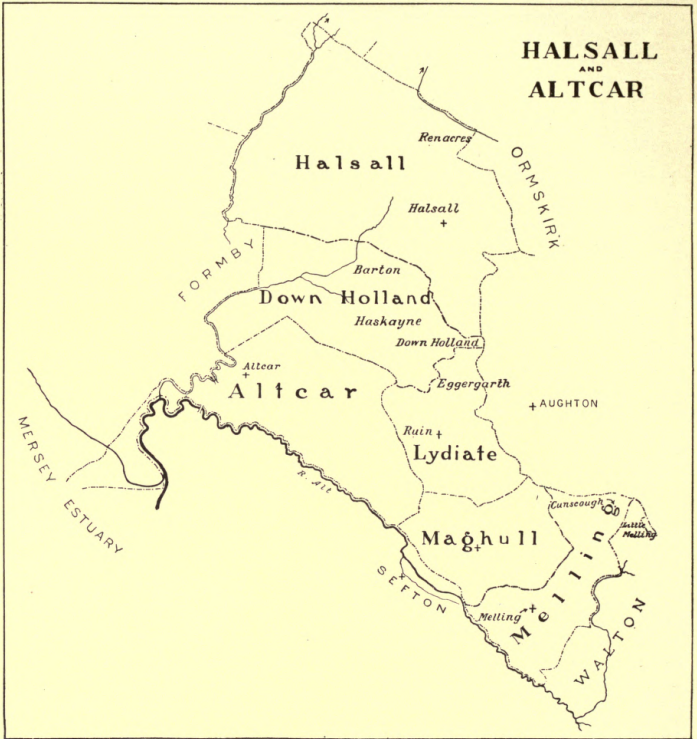 HALSALL
AND
ALTCAR
Renacres
ORMSKIRK
Halsall
Halsall
FORMBY
Barton
Down Holland
Haskayne
Down Holland
Altcar
Altcar
Eggergarth
AUGHTON
Ruin
Lydiate
MERSEY ESTUARY
R. Alt
Cunscough
Little
Melling
Maghull
Melling
SEFTON
Melling
WALTON